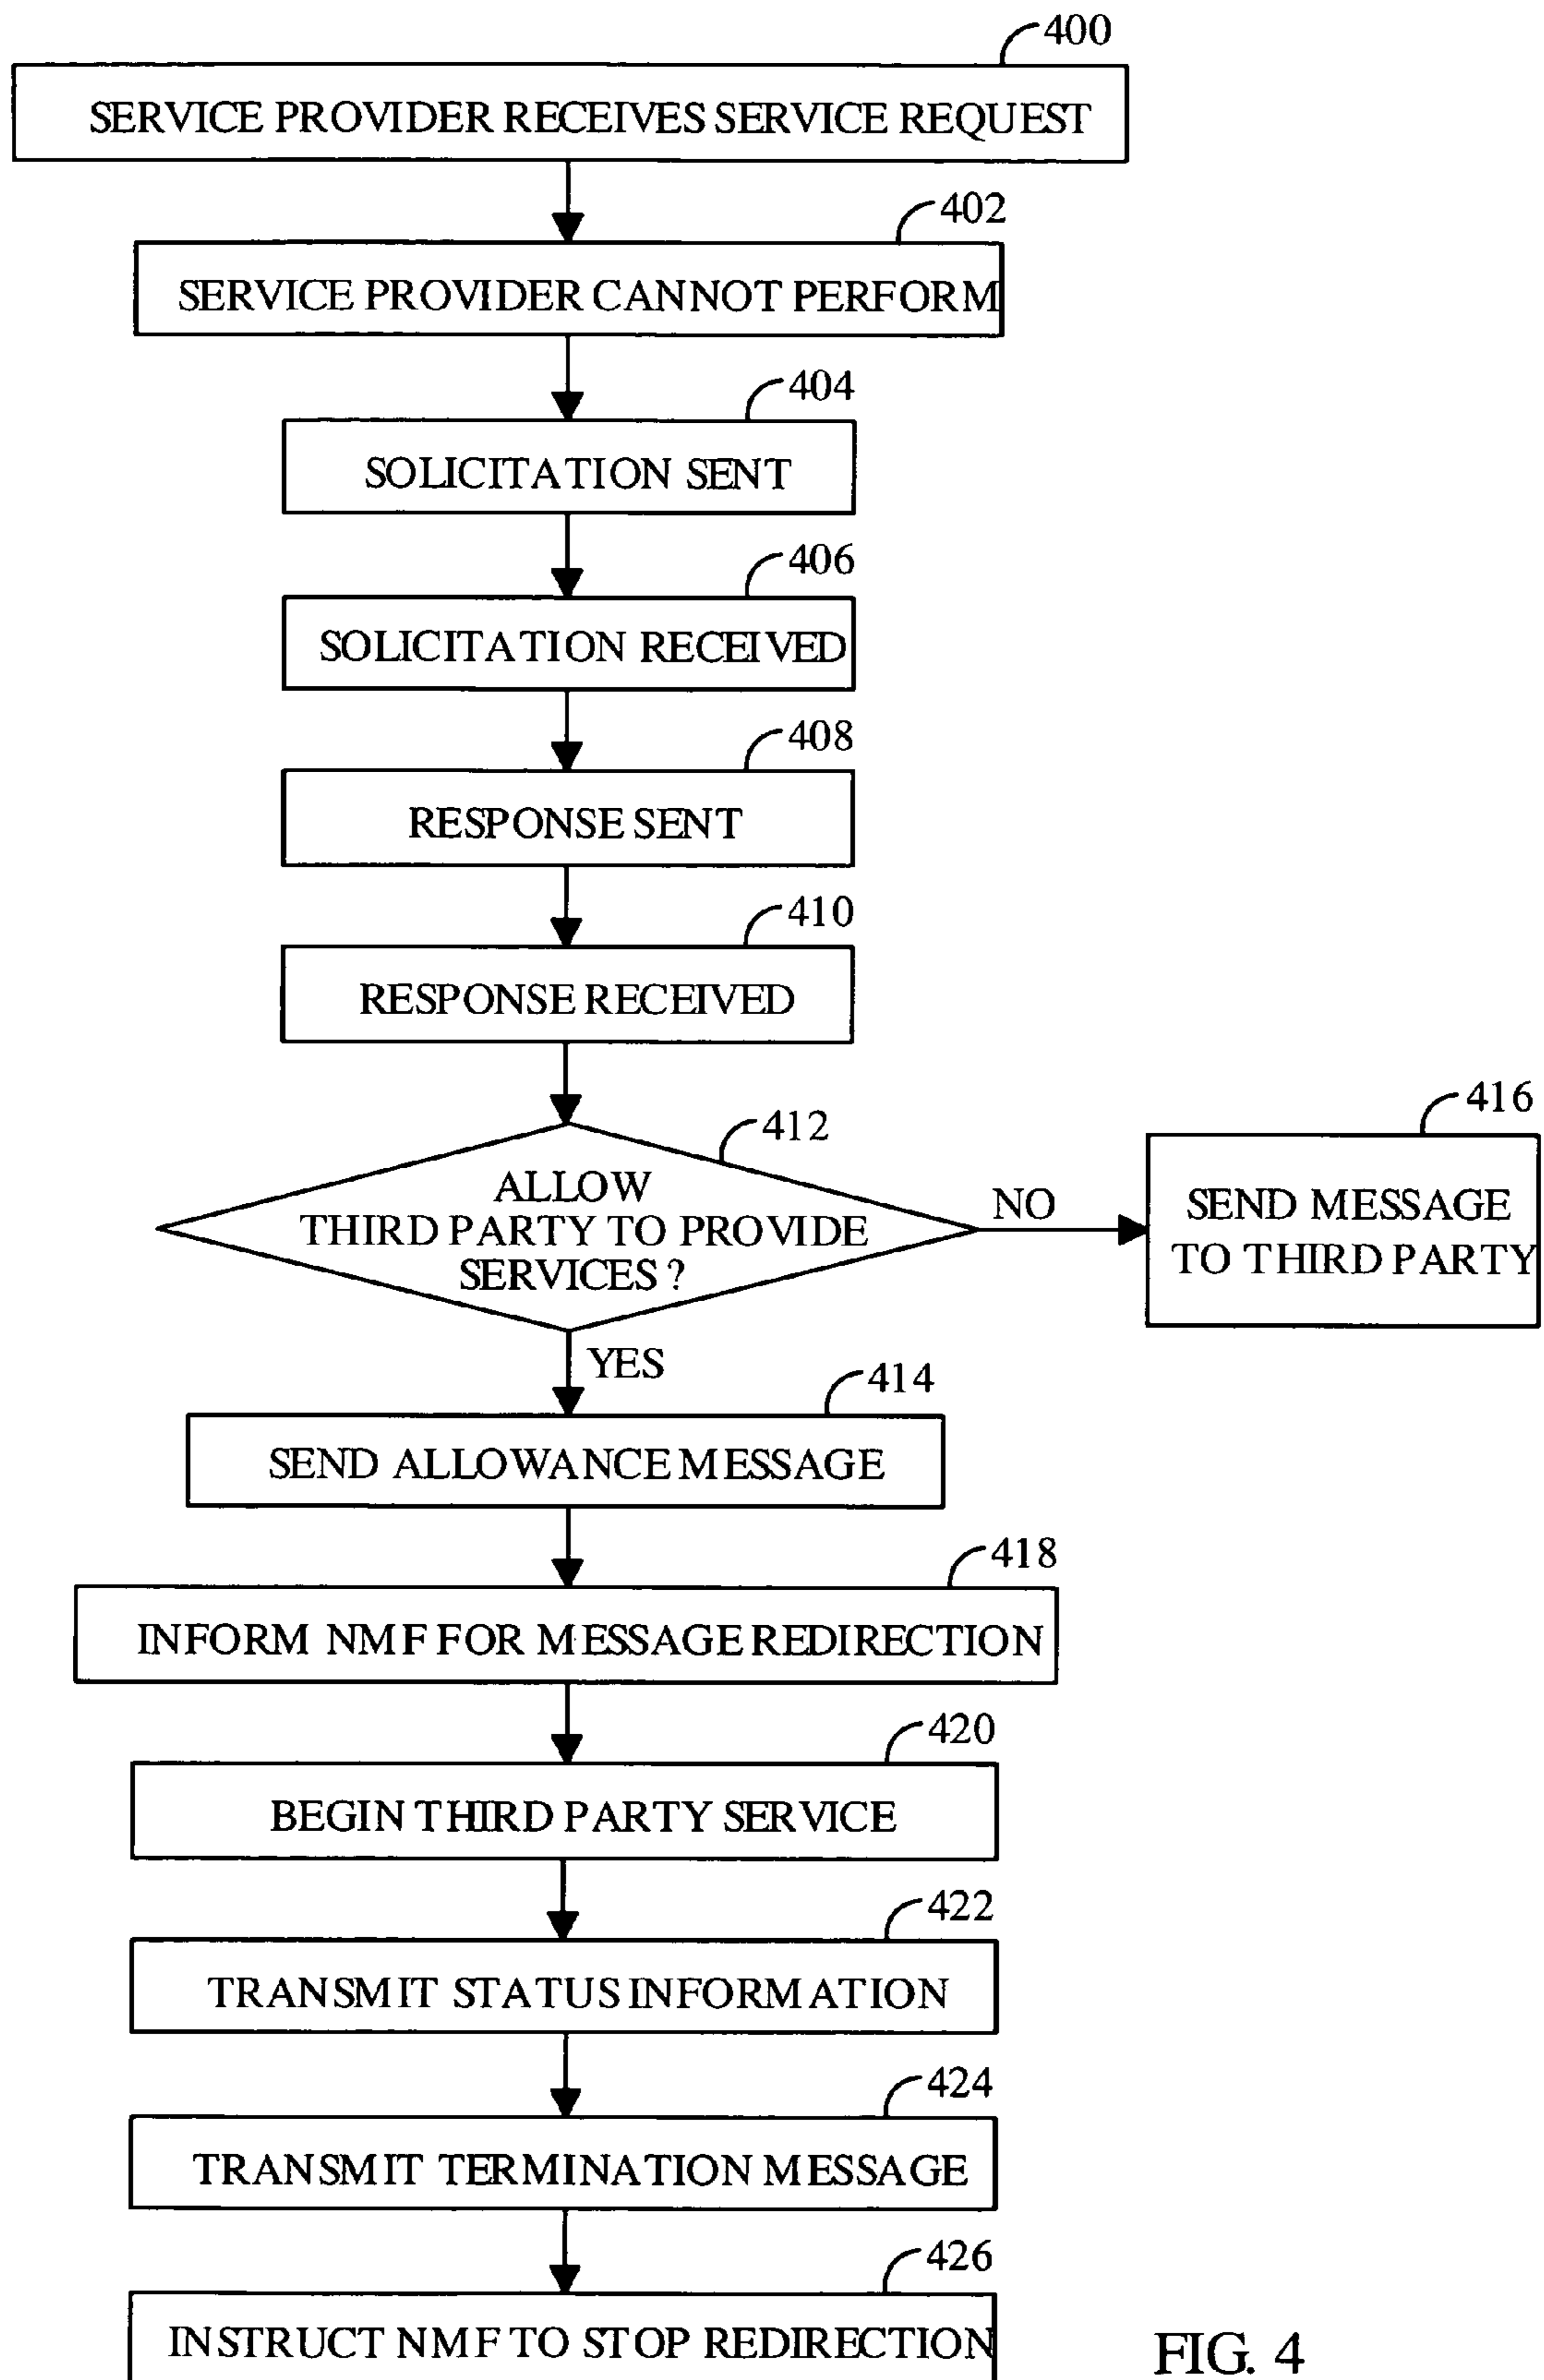 400
SERVICE PROVIDER RECEIVES SERVICE REQUEST
402
SERVICE PROVIDER CANNOT PERFORM
404
SOLICITATION SENT
406
SOLICITATION RECEIVED
408
RESPONSE SENT
410
RESPONSE RECEIVED
412
ALLOW
THIRD PARTY TO PROVIDE
SERVICES ?
NO
416
SEND MESSAGE
TO THIRD PARTY
YES
414
SEND ALLOWANCE MESSAGE
418
INFORM NMF FOR MESSAGE REDIRECTION
420
BEGIN THIRD PARTY SERVICE
422
TRANSMIT STATUS INFORMATION
424
TRANSMIT TERMINATION MESSAGE
426
INSTRUCT NMF TO STOP REDIRECTION
FIG. 4